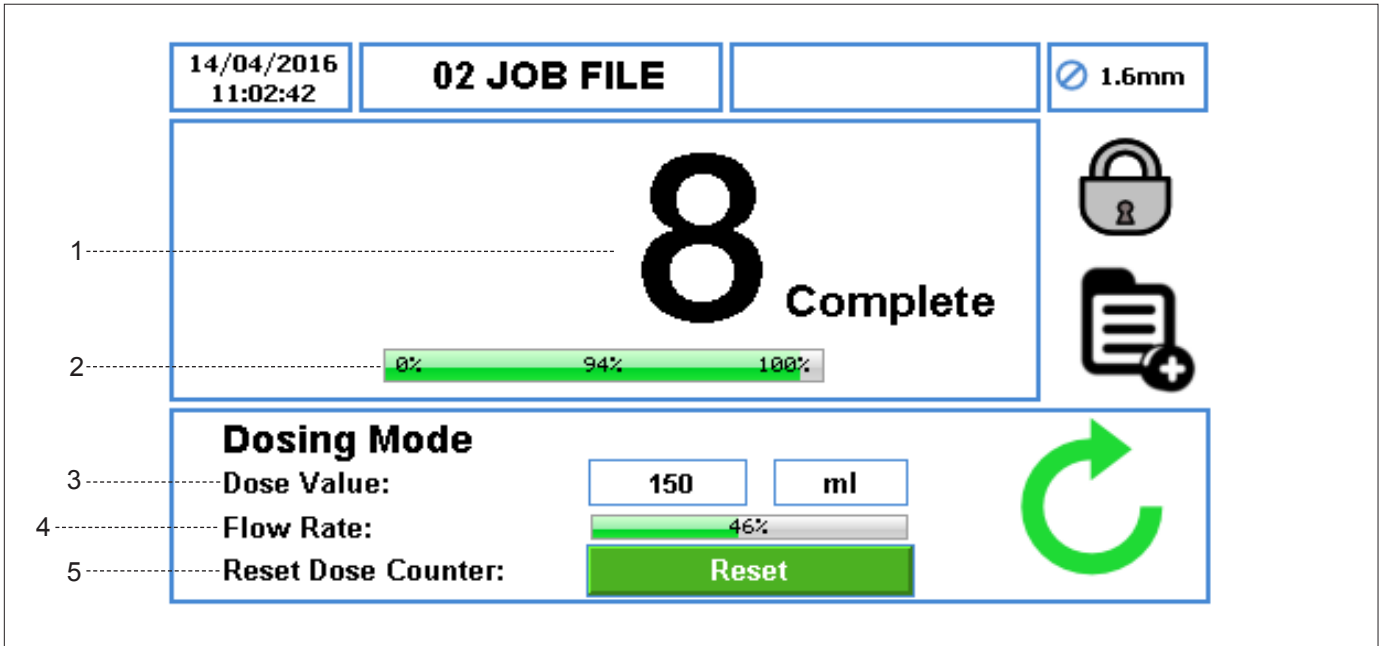 14/04/2016
11:02:42
02 JOB FILE
1.6mm
1
8
Complete
2
0% 94% 100%
Dosing Mode
3 Dose Value: 150 ml
4 Flow Rate: 46%
5 Reset Dose Counter: Reset